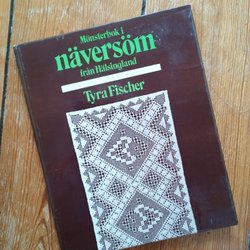 Mönsterbok i
näversöm
från Hälsingland
Tyra Fischer